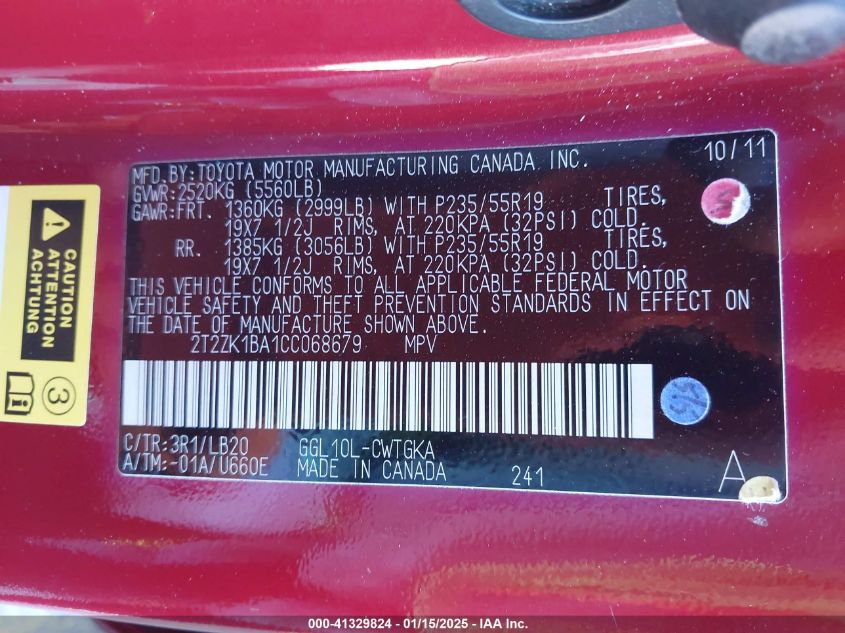 MFD. BY: TOYOTA MOTOR MANUFACTURING CANADA INC. 10/11
GVWR: 2520KG (5560LB)
GAWR: FRT. 1360KG (2999LB) WITH P235/55R19 TIRES,
19X7 1/2J RIMS, AT 220KPA (32PSI) COLD.
RR. 1385KG (3056LB) WITH P235/55R19 TIRES,
19X7 1/2J RIMS, AT 220KPA (32PSI) COLD.
THIS VEHICLE CONFORMS TO ALL APPLICABLE FEDERAL MOTOR
VEHICLE SAFETY AND THEFT PREVENTION STANDARDS IN EFFECT ON
THE DATE OF MANUFACTURE SHOWN ABOVE.
2T2ZK1BA1CC068679 MPV
C/TR: 3R1/LB20 GGL10L-CWTGKA
A/TM: -01A/U660E MADE IN CANADA 241 A
CAUTION
ATTENTION
ACHTUNG
3
515
000-41329824 - 01/15/2025 - IAA Inc.